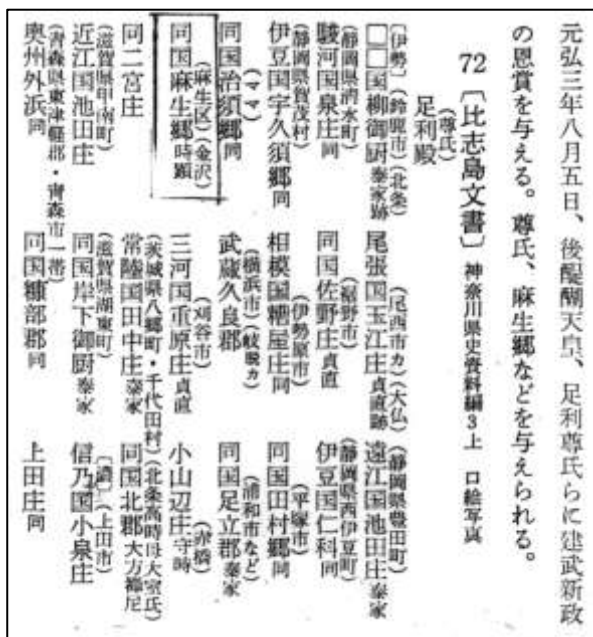 元弘三年八月五日、後醍醐天皇、足利尊氏らに建武新政
の恩賞を与える。尊氏、麻生郷などを与えられる。
72〔比志島文書〕 神奈川県史資料編3上 口絵写真
(尊氏)
足利殿
〔伊勢〕(鈴鹿市)(北条) (尾西市カ)(大仏) (静岡県豊田町)
□□国柳御厨泰家跡 尾張国玉江庄貞直跡 遠江国池田庄泰家
(静岡県清水町) (裾野市) (静岡県西伊豆町)
駿河国泉庄同 同国佐野庄貞直 伊豆国仁科同
(静岡県賀茂村) (伊勢原市) (平塚市)
伊豆国宇久須郷同 相模国糟屋庄同 同国田村郷同
(ママ) (横浜市)(岐脱カ) (浦和市など)
同国治須郷同 武蔵久良郡 同国足立郡泰家
(麻生区)(金沢) (刈谷市) (赤橋)
同国麻生郷時顕 三河国重原庄貞直 小山辺庄守時
(茨城県八郷町・千代田村)(北条高時母大室氏)
同二宮庄 常陸国田中庄泰家 同国北郡大方禅尼
(滋賀県甲南町) (滋賀県湖東町) 〔濃〕(上田市)
近江国池田庄 同国岸下御厨泰家 信乃国小泉庄
(青森県東津軽郡・青森市一帯)
奥州外浜同 同国糠部郡同 上田庄同